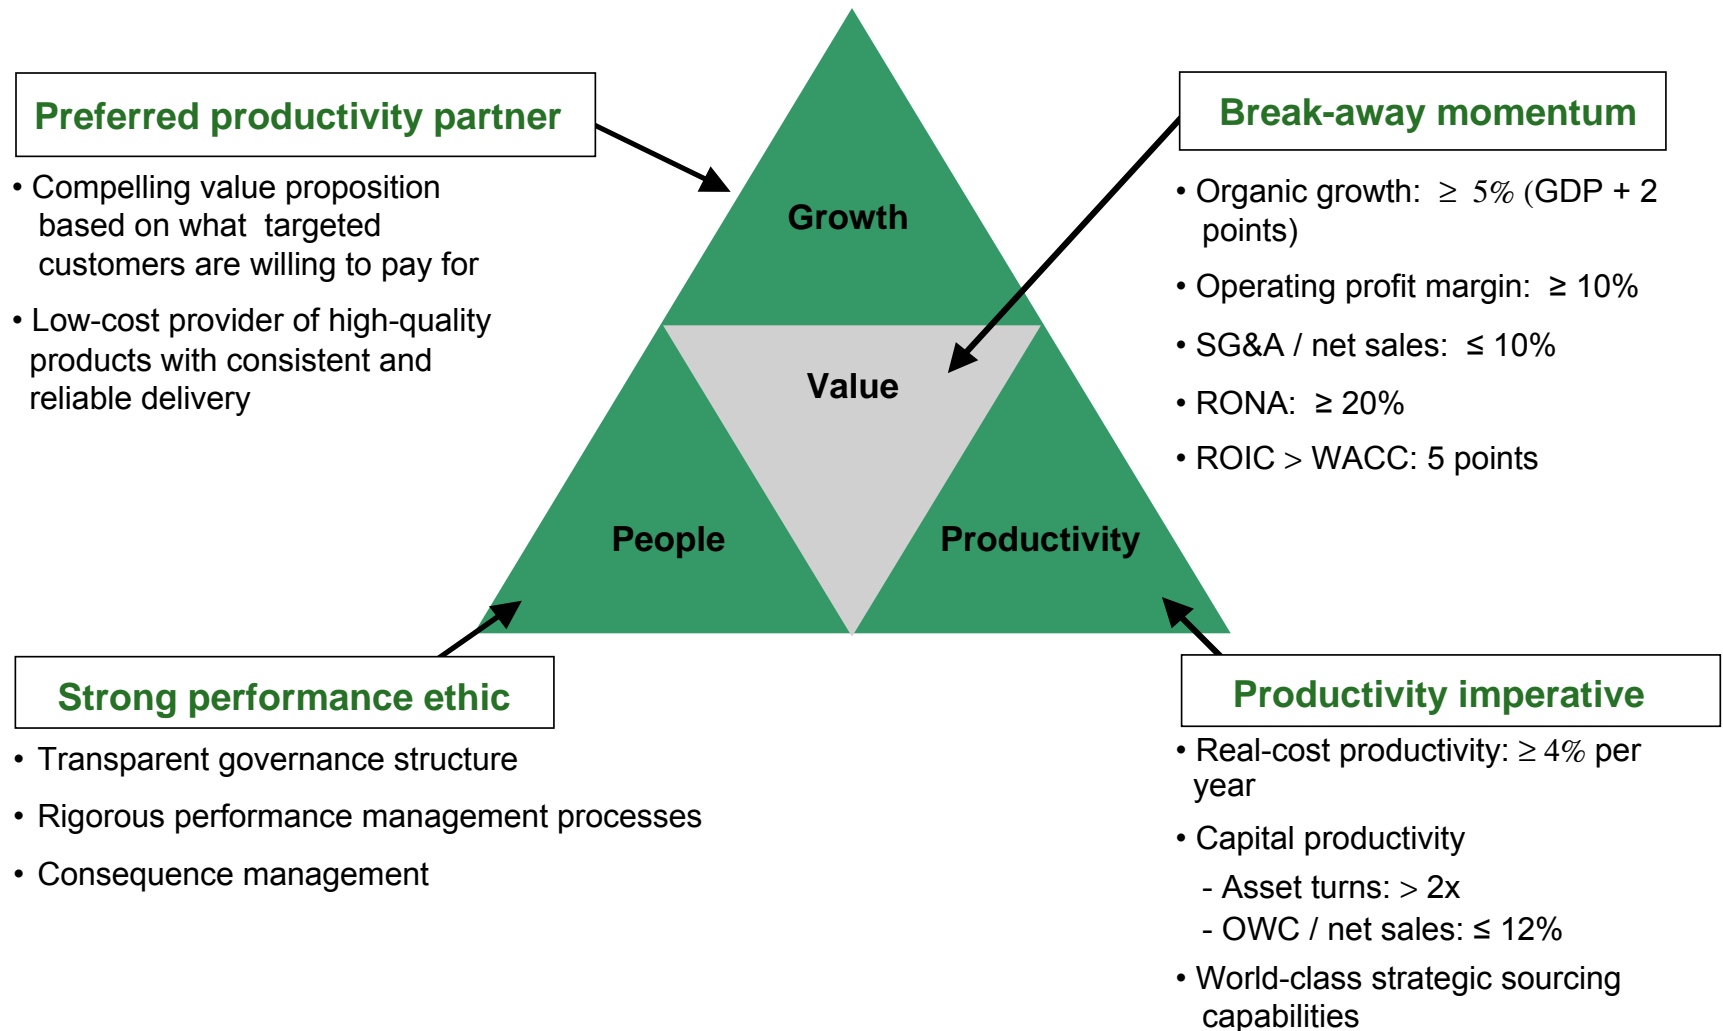 Preferred productivity partner
• Compelling value proposition
based on what targeted
customers are willing to pay for
• Low-cost provider of high-quality
products with consistent and
reliable delivery
Growth
Value
People
Productivity
Break-away momentum
• Organic growth: ≥ 5% (GDP + 2
points)
• Operating profit margin: ≥ 10%
• SG&A / net sales: ≤ 10%
• RONA: ≥ 20%
• ROIC > WACC: 5 points
Strong performance ethic
• Transparent governance structure
• Rigorous performance management processes
• Consequence management
Productivity imperative
• Real-cost productivity: ≥ 4% per
year
• Capital productivity
- Asset turns: > 2x
- OWC / net sales: ≤ 12%
• World-class strategic sourcing
capabilities